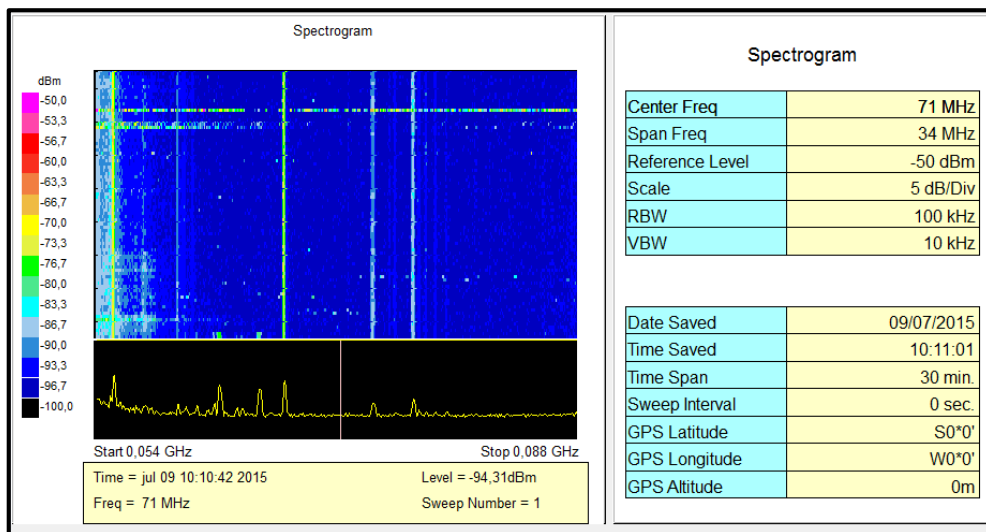 Spectrogram
dBm
-50,0
-53,3
-56,7
-60,0
-63,3
-66,7
-70,0
-73,3
-76,7
-80,0
-83,3
-86,7
-90,0
-93,3
-96,7
-100,0
Start 0,054 GHz Stop 0,088 GHz
Time = jul 09 10:10:42 2015 Level = -94,31dBm
Freq = 71 MHz Sweep Number = 1
Spectrogram
Center Freq 71 MHz
Span Freq 34 MHz
Reference Level -50 dBm
Scale 5 dB/Div
RBW 100 kHz
VBW 10 kHz
Date Saved 09/07/2015
Time Saved 10:11:01
Time Span 30 min.
Sweep Interval 0 sec.
GPS Latitude S0*0'
GPS Longitude W0*0'
GPS Altitude 0m